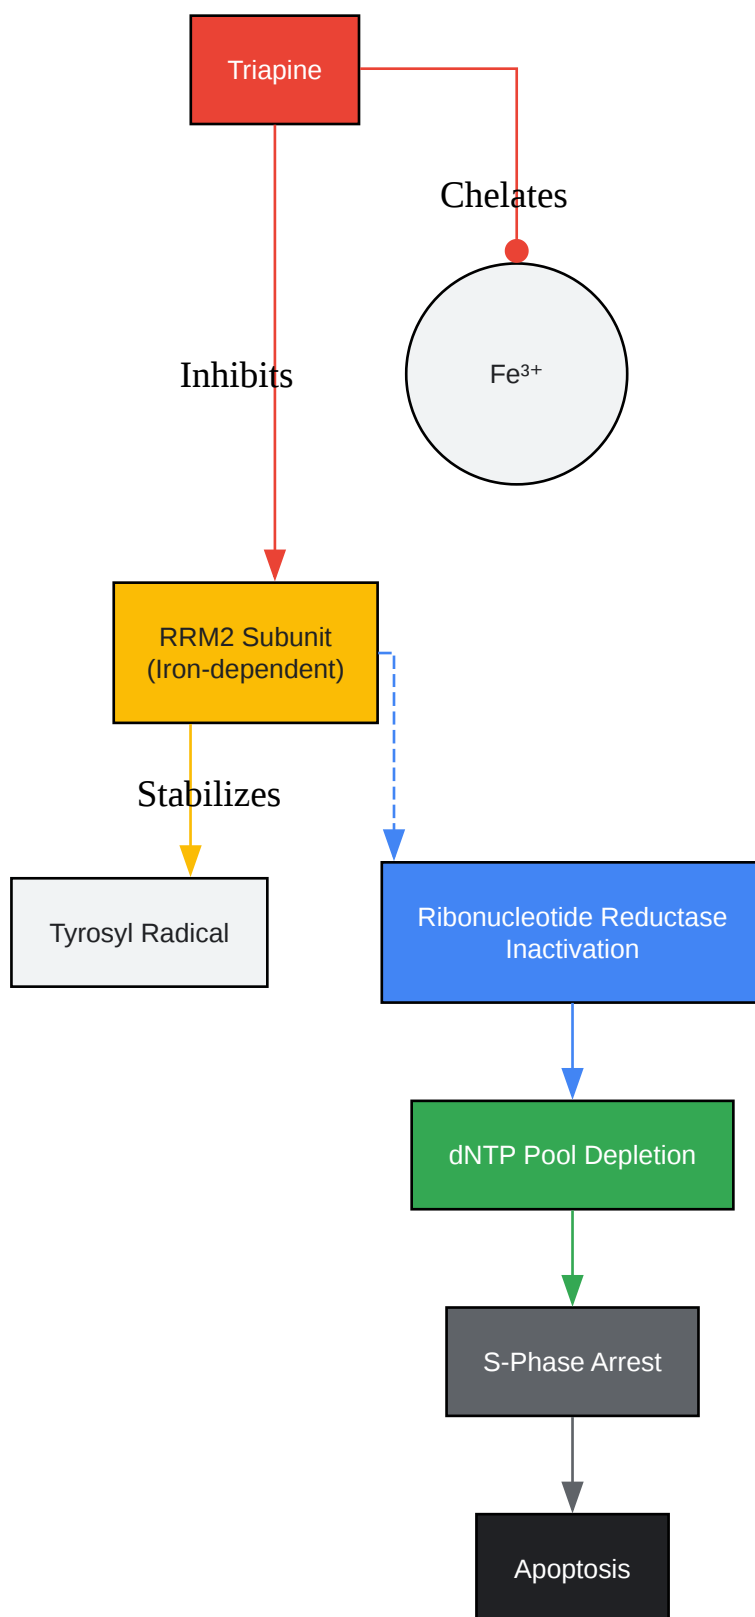 Triapine
Chelates
Inhibits
Fe³⁺
RRM2 Subunit
(Iron-dependent)
Stabilizes
Tyrosyl Radical
Ribonucleotide Reductase
Inactivation
dNTP Pool Depletion
S-Phase Arrest
Apoptosis